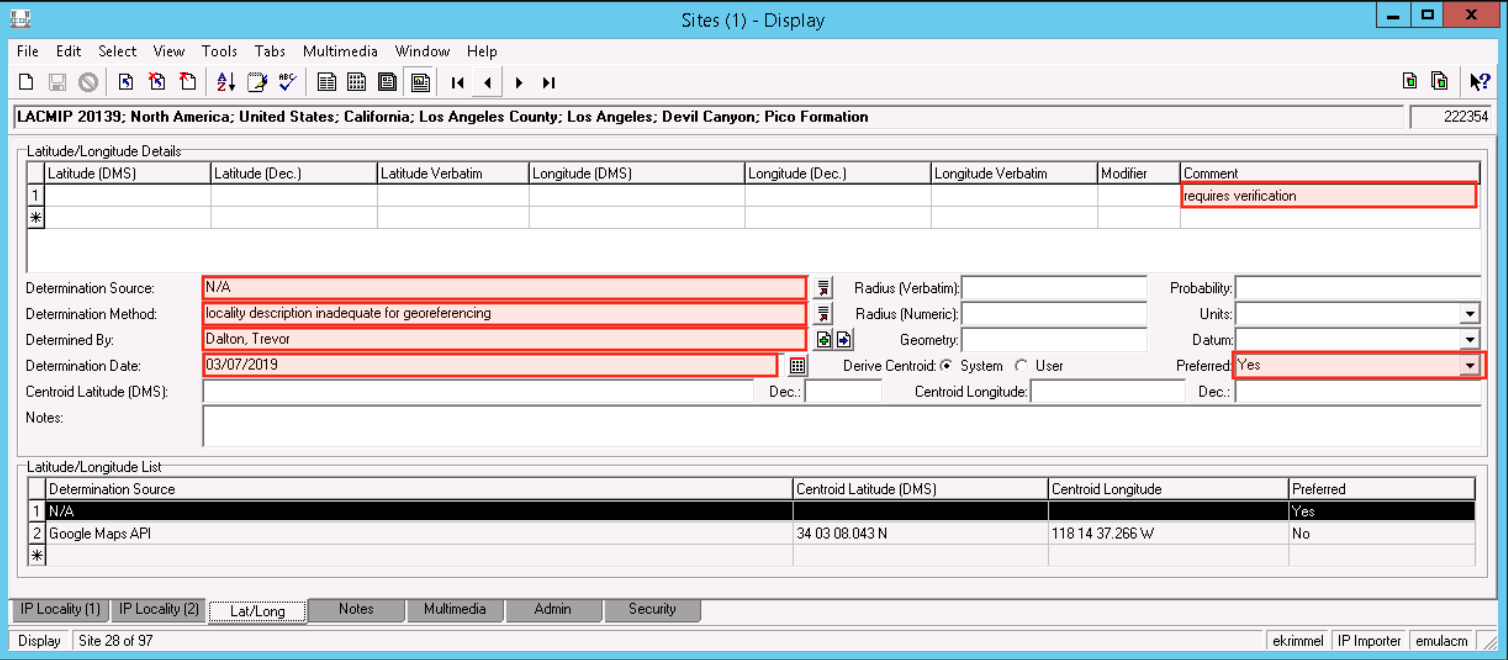 Sites (1) - Display
File Edit Select View Tools Tabs Multimedia Window Help
LACMIP 20139; North America; United States; California; Los Angeles County; Los Angeles; Devil Canyon; Pico Formation 222354
Latitude/Longitude Details
Latitude (DMS) Latitude (Dec.) Latitude Verbatim Longitude (DMS) Longitude (Dec.) Longitude Verbatim Modifier Comment
1 requires verification
*
Determination Source: N/A Radius (Verbatim): Probability:
Determination Method: locality description inadequate for georeferencing Radius (Numeric): Units:
Determined By: Dalton, Trevor Geometry: Datum:
Determination Date: 03/07/2019 Derive Centroid: System User Preferred: Yes
Centroid Latitude (DMS): Dec.: Centroid Longitude: Dec.:
Notes:
Latitude/Longitude List
Determination Source Centroid Latitude (DMS) Centroid Longitude Preferred
1 N/A Yes
2 Google Maps API 34 03 08.043 N 118 14 37.266 W No
*
IP Locality (1) IP Locality (2) Lat/Long Notes Multimedia Admin Security
Display Site 28 of 97 ekrimmel IP Importer emulacm